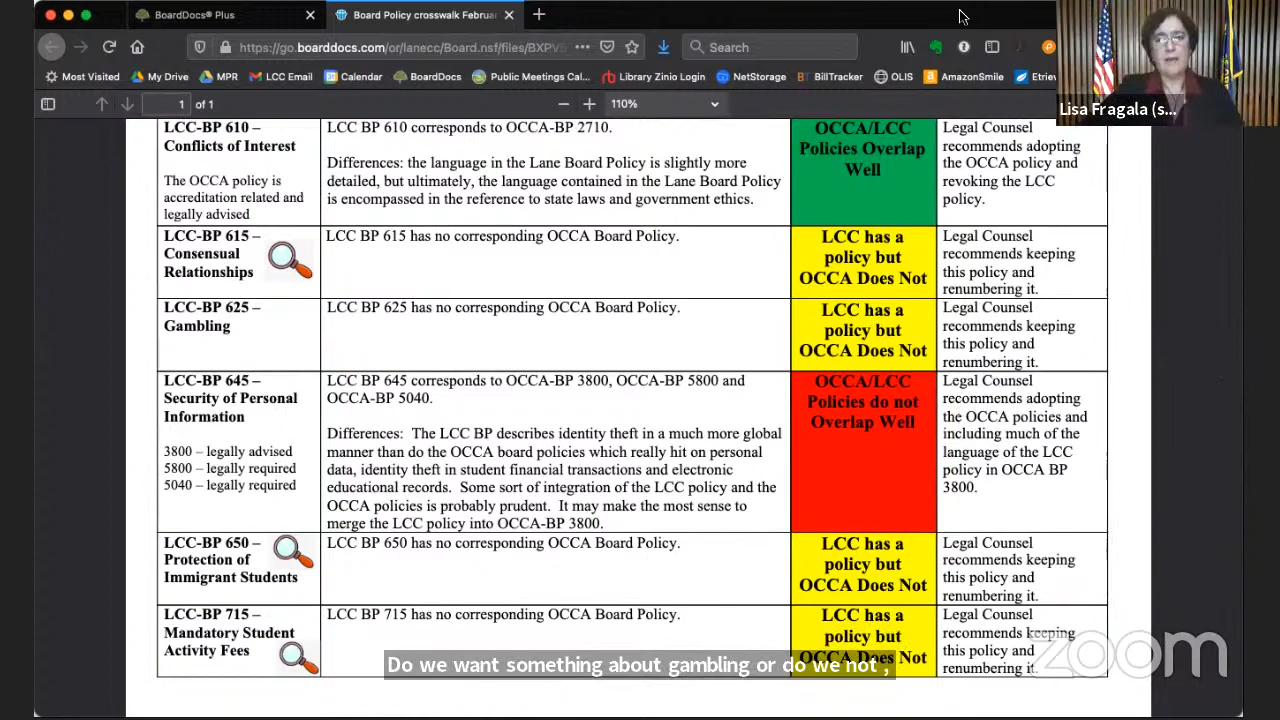 BoardDocs® Plus
Board Policy crosswalk Februar
https://go.boarddocs.com/or/lanecc/Board.nsf/files/BXPV5
Search
Most Visited
My Drive
MPR
LCC Email
Calendar
BoardDocs
Public Meetings Cal...
Library Zinio Login
NetStorage
BT BillTracker
OLIS
AmazonSmile
Etriev
Lisa Fragala (s...
1 of 1
110%
LCC-BP 610 –
Conflicts of Interest
The OCCA policy is
accreditation related and
legally advised
LCC BP 610 corresponds to OCCA-BP 2710.
Differences: the language in the Lane Board Policy is slightly more
detailed, but ultimately, the language contained in the Lane Board Policy
is encompassed in the reference to state laws and government ethics.
OCCA/LCC
Policies Overlap
Well
Legal Counsel
recommends adopting
the OCCA policy and
revoking the LCC
policy.
LCC-BP 615 –
Consensual
Relationships
LCC BP 615 has no corresponding OCCA Board Policy.
LCC has a
policy but
OCCA Does Not
Legal Counsel
recommends keeping
this policy and
renumbering it.
LCC-BP 625 –
Gambling
LCC BP 625 has no corresponding OCCA Board Policy.
LCC has a
policy but
OCCA Does Not
Legal Counsel
recommends keeping
this policy and
renumbering it.
LCC-BP 645 –
Security of Personal
Information
3800 – legally advised
5800 – legally required
5040 – legally required
LCC BP 645 corresponds to OCCA-BP 3800, OCCA-BP 5800 and
OCCA-BP 5040.
Differences: The LCC BP describes identity theft in a much more global
manner than do the OCCA board policies which really hit on personal
data, identity theft in student financial transactions and electronic
educational records. Some sort of integration of the LCC policy and the
OCCA policies is probably prudent. It may make the most sense to
merge the LCC policy into OCCA-BP 3800.
OCCA/LCC
Policies do not
Overlap Well
Legal Counsel
recommends adopting
the OCCA policies and
including much of the
language of the LCC
policy in OCCA BP
3800.
LCC-BP 650 –
Protection of
Immigrant Students
LCC BP 650 has no corresponding OCCA Board Policy.
LCC has a
policy but
OCCA Does Not
Legal Counsel
recommends keeping
this policy and
renumbering it.
LCC-BP 715 –
Mandatory Student
Activity Fees
LCC BP 715 has no corresponding OCCA Board Policy.
LCC has a
policy but
OCCA Does Not
Legal Counsel
recommends keeping
this policy and
renumbering it.
Do we want something about gambling or do we not ,
zoom